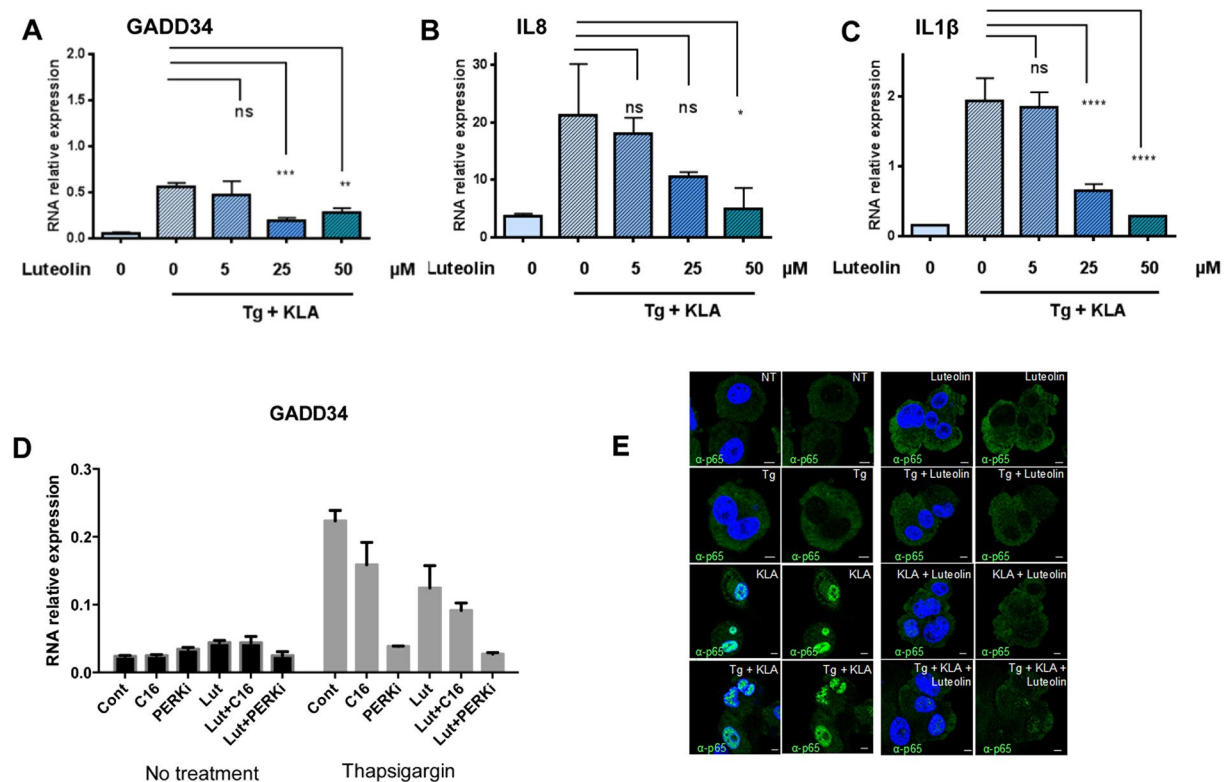 A
GADD34
RNA relative expression
2.0
1.5
1.0
0.5
0.0
ns
***
**
Luteolin 0 0 5 25 50 µM
Tg + KLA
B
IL8
RNA relative expression
30
20
10
0
ns
ns
*
Luteolin 0 0 5 25 50 µM
Tg + KLA
C
IL1β
RNA relative expression
2
1
0
ns
****
****
Luteolin 0 0 5 25 50 µM
Tg + KLA
D
GADD34
RNA relative expression
0.3
0.2
0.1
0.0
Cont
C16
PERKi
Lut
Lut+C16
Lut+PERKi
Cont
C16
PERKi
Lut
Lut+C16
Lut+PERKi
No treatment
Thapsigargin
E
NT
α-p65
NT
α-p65
Luteolin
α-p65
Luteolin
α-p65
Tg
α-p65
Tg
α-p65
Tg + Luteolin
α-p65
Tg + Luteolin
α-p65
KLA
α-p65
KLA
α-p65
KLA + Luteolin
α-p65
KLA + Luteolin
α-p65
Tg + KLA
α-p65
Tg + KLA
α-p65
Tg + KLA +
Luteolin
α-p65
Tg + KLA +
Luteolin
α-p65